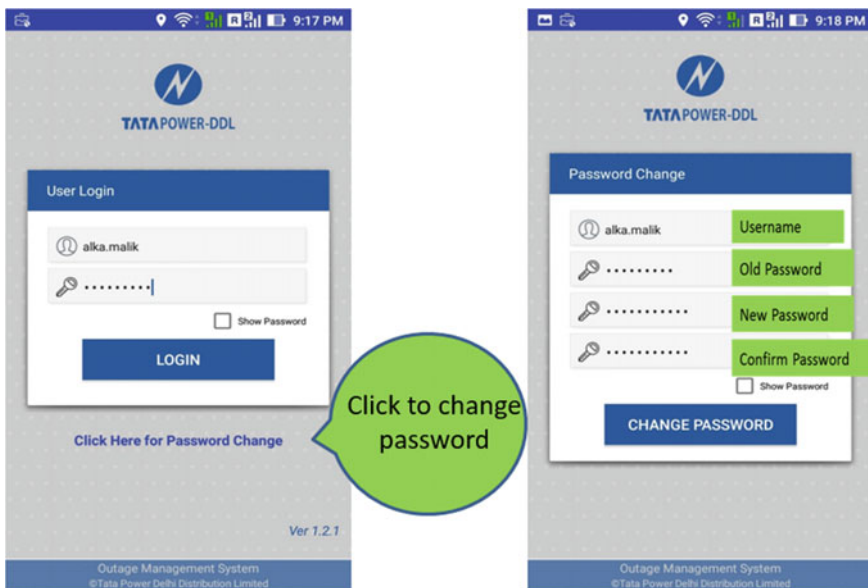 9:17 PM
TATA POWER-DDL
User Login
alka.malik
Show Password
LOGIN
Click Here for Password Change
Ver 1.2.1
Outage Management System
©Tata Power Delhi Distribution Limited
Click to change
password
9:18 PM
TATA POWER-DDL
Password Change
alka.malik
Username
Old Password
New Password
Confirm Password
Show Password
CHANGE PASSWORD
Outage Management System
©Tata Power Delhi Distribution Limited